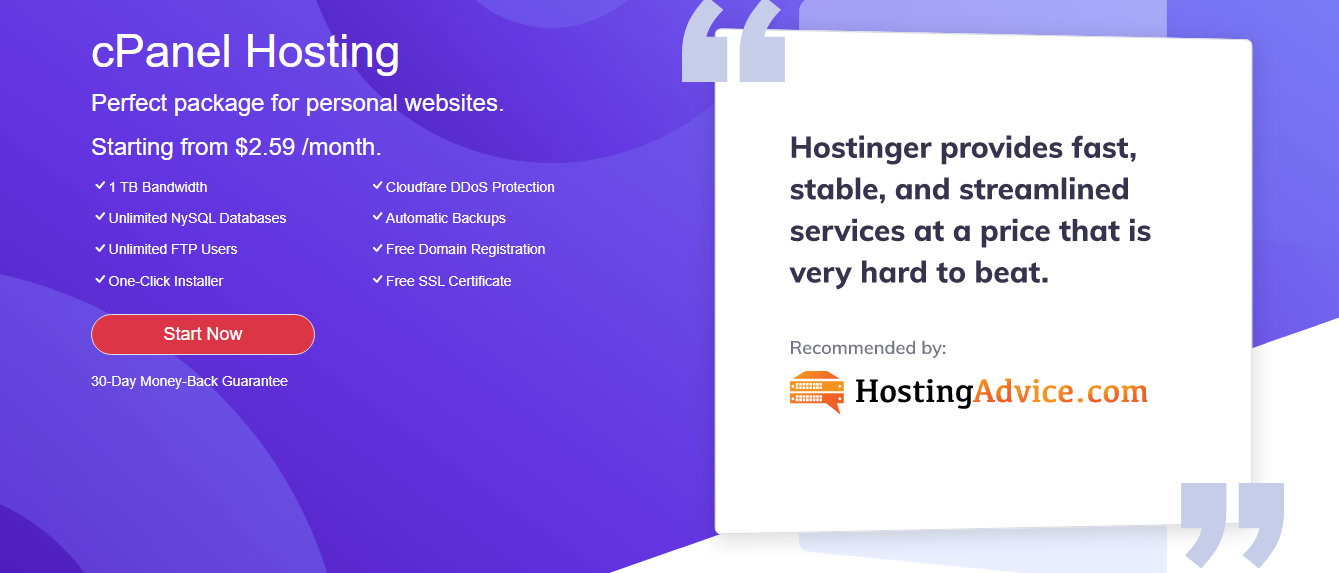 cPanel Hosting
Perfect package for personal websites.
Starting from $2.59 /month.
1 TB Bandwidth
Unlimited NySQL Databases
Unlimited FTP Users
One-Click Installer
Cloudfare DDoS Protection
Automatic Backups
Free Domain Registration
Free SSL Certificate
Start Now
30-Day Money-Back Guarantee
Hostinger provides fast,
stable, and streamlined
services at a price that is
very hard to beat.
Recommended by:
HostingAdvice.com